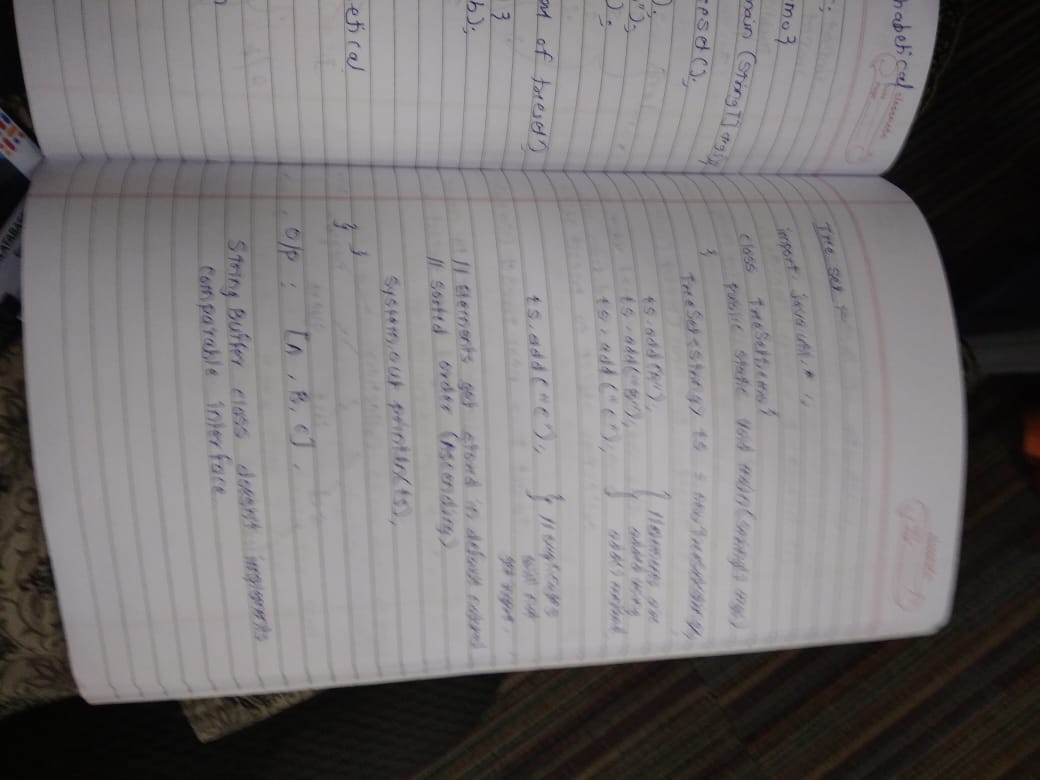 habetical
mo}
main (String[] args)
eeset();
");
);
on of treeset")
}
h);
etical
Tree Set :-
import java.util.*;
class TreeSetDemo{
public static void main(String[] args)
{
TreeSet<String> ts = new TreeSet<String>();
ts.add("A");
ts.add("B"); } // elements are added using
ts.add("C"); add() method
ts.add("C"); } // duplicates will not get
// Elements get stored in default natural
// sorted order (Ascending)
System.out.println(ts);
}
}
O/p : [A, B, C].
String Buffer class doesn't implements
Comparable interface.